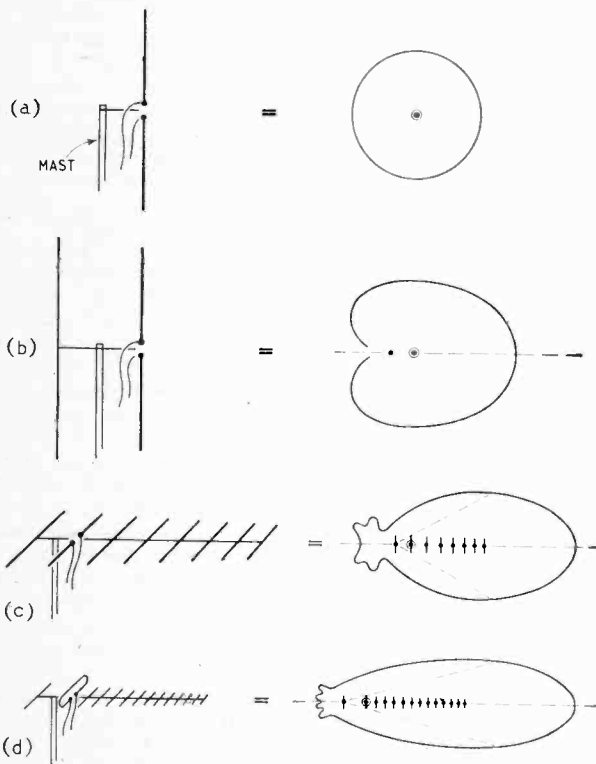 (a)
MAST
=
(b)
=
(c)
=
(d)
=